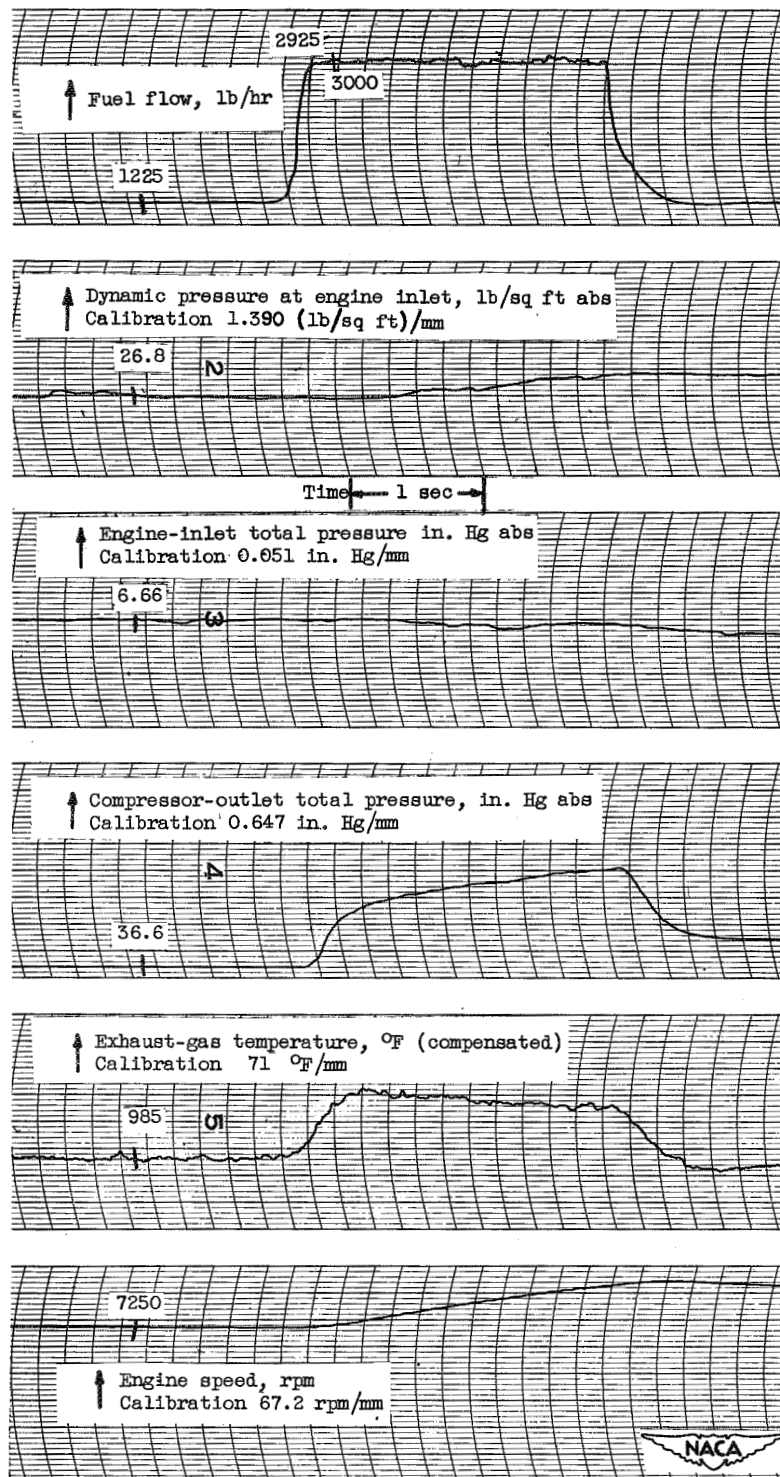 2925
3000
Fuel flow, lb/hr
1225
Dynamic pressure at engine inlet, lb/sq ft abs
Calibration 1.390 (lb/sq ft)/mm
26.8
2
Time 1 sec
Engine-inlet total pressure in. Hg abs
Calibration 0.051 in. Hg/mm
6.66
3
Compressor-outlet total pressure, in. Hg abs
Calibration 0.647 in. Hg/mm
4
36.6
Exhaust-gas temperature, °F (compensated)
Calibration 71 °F/mm
985
5
7250
Engine speed, rpm
Calibration 67.2 rpm/mm
NACA